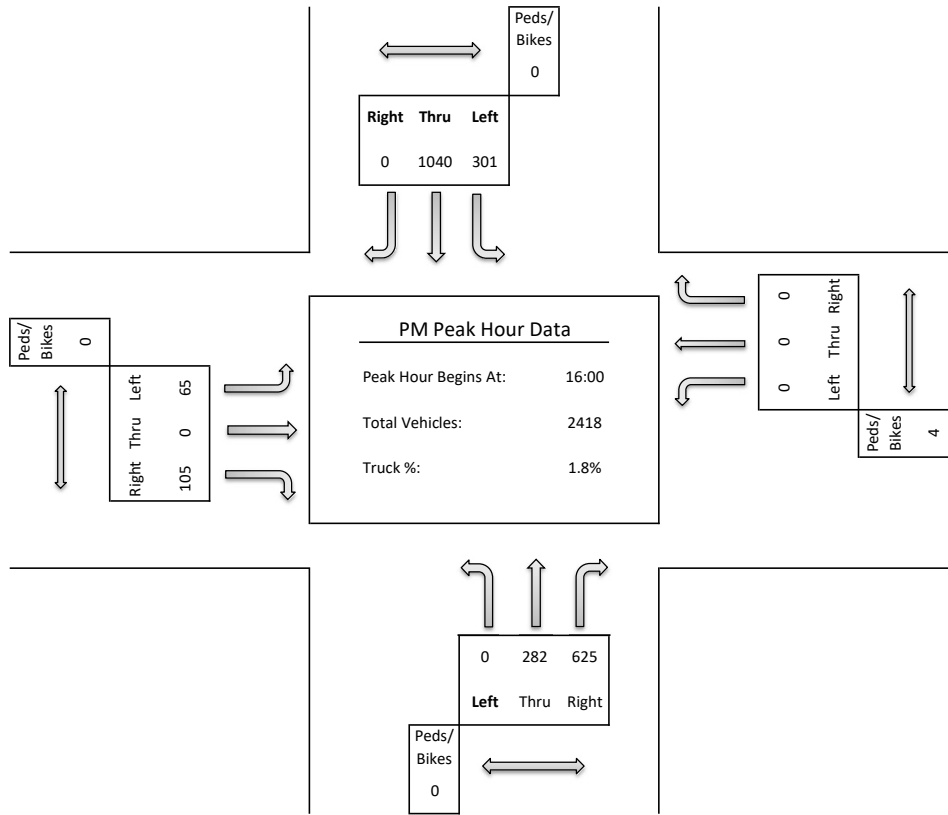 Peds/
Bikes
0
Right Thru Left
0 1040 301
Peds/
Bikes
0
Left 65
Thru 0
Right 105
PM Peak Hour Data
Peak Hour Begins At: 16:00
Total Vehicles: 2418
Truck %: 1.8%
0 Right
0 Thru
0 Left
Peds/
Bikes
4
0 282 625
Left Thru Right
Peds/
Bikes
0